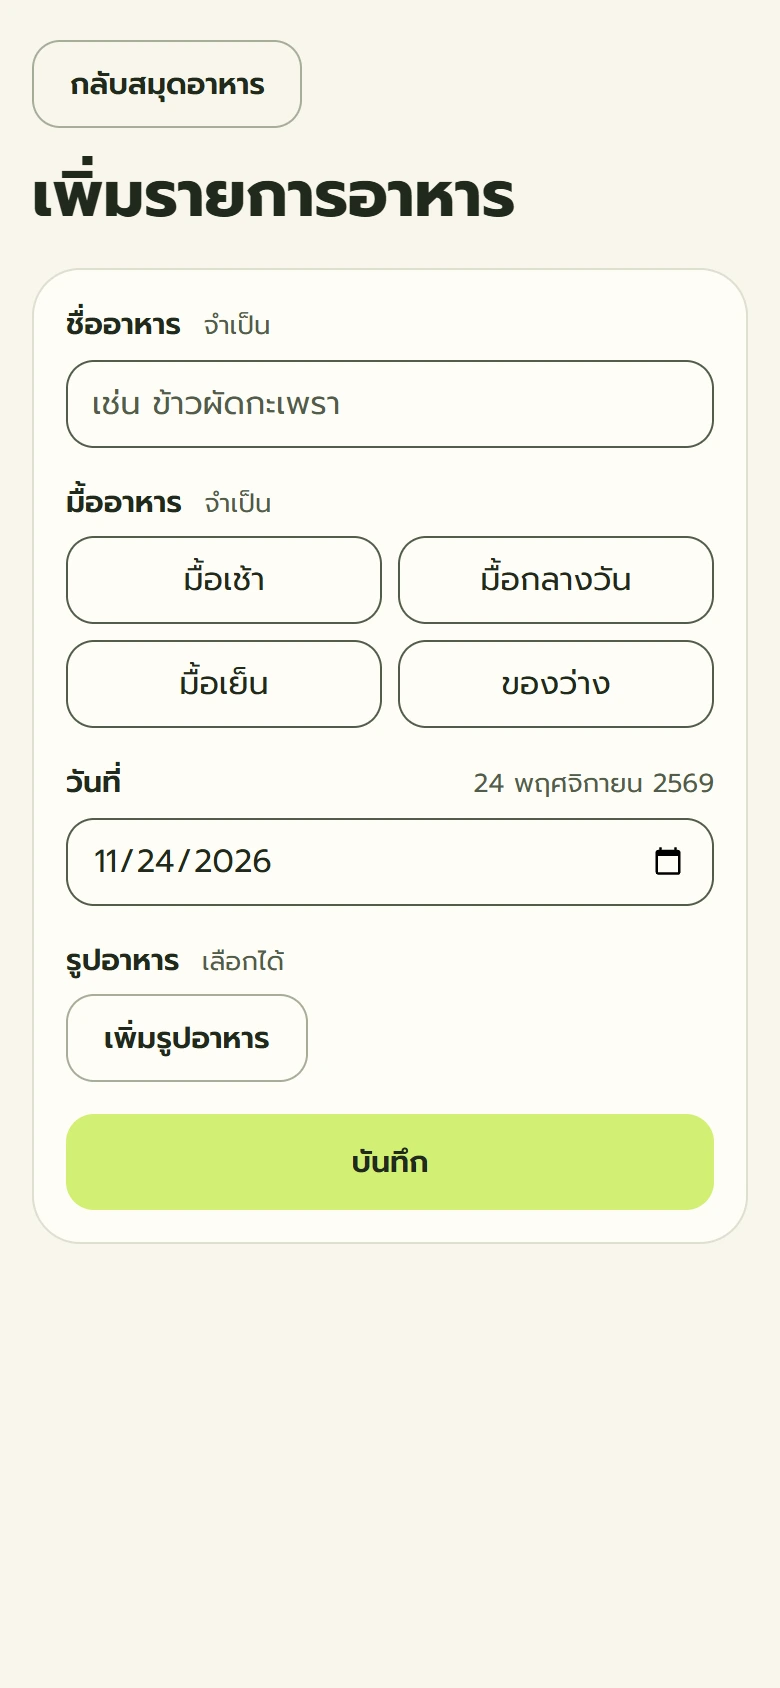 กลับสมุดอาหาร
เพิ่มรายการอาหาร
ชื่ออาหาร จำเป็น
เช่น ข้าวผัดกะเพรา
มื้ออาหาร จำเป็น
มื้อเช้า มื้อกลางวัน
มื้อเย็น ของว่าง
วันที่ 24 พฤศจิกายน 2569
11/24/2026
รูปอาหาร เลือกได้
เพิ่มรูปอาหาร
บันทึก